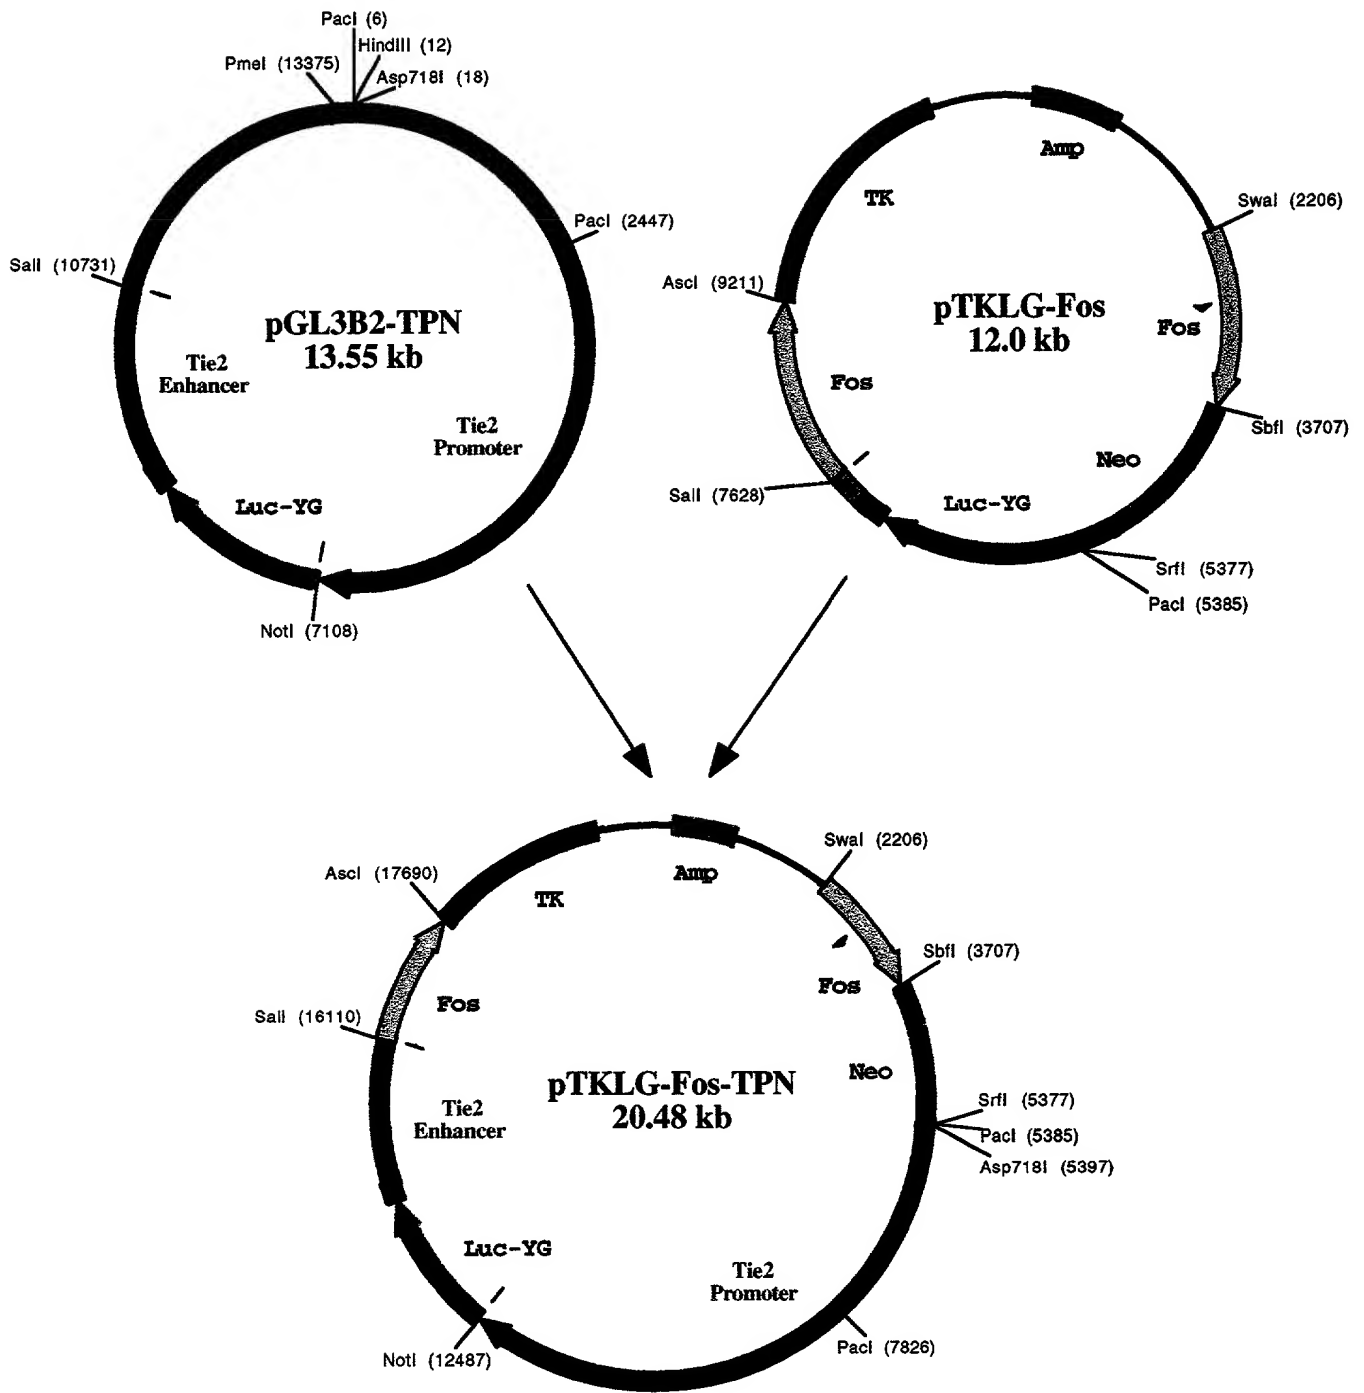 PacI (6)
HindIII (12)
PmeI (13375)
Asp718I (18)
PacI (2447)
SalI (10731)
pGL3B2-TPN
13.55 kb
Tie2
Enhancer
Tie2
Promoter
Luc-YG
NotI (7108)
Amp
TK
SwaI (2206)
AscI (9211)
pTKLG-Fos
12.0 kb
Fos
Fos
SbfI (3707)
Neo
SalI (7628)
Luc-YG
SrfI (5377)
PacI (5385)
SwaI (2206)
AscI (17690)
Amp
TK
SbfI (3707)
Fos
Fos
SalI (16110)
Neo
pTKLG-Fos-TPN
20.48 kb
SrfI (5377)
Tie2
Enhancer
PacI (5385)
Asp718I (5397)
Luc-YG
Tie2
Promoter
PacI (7826)
NotI (12487)